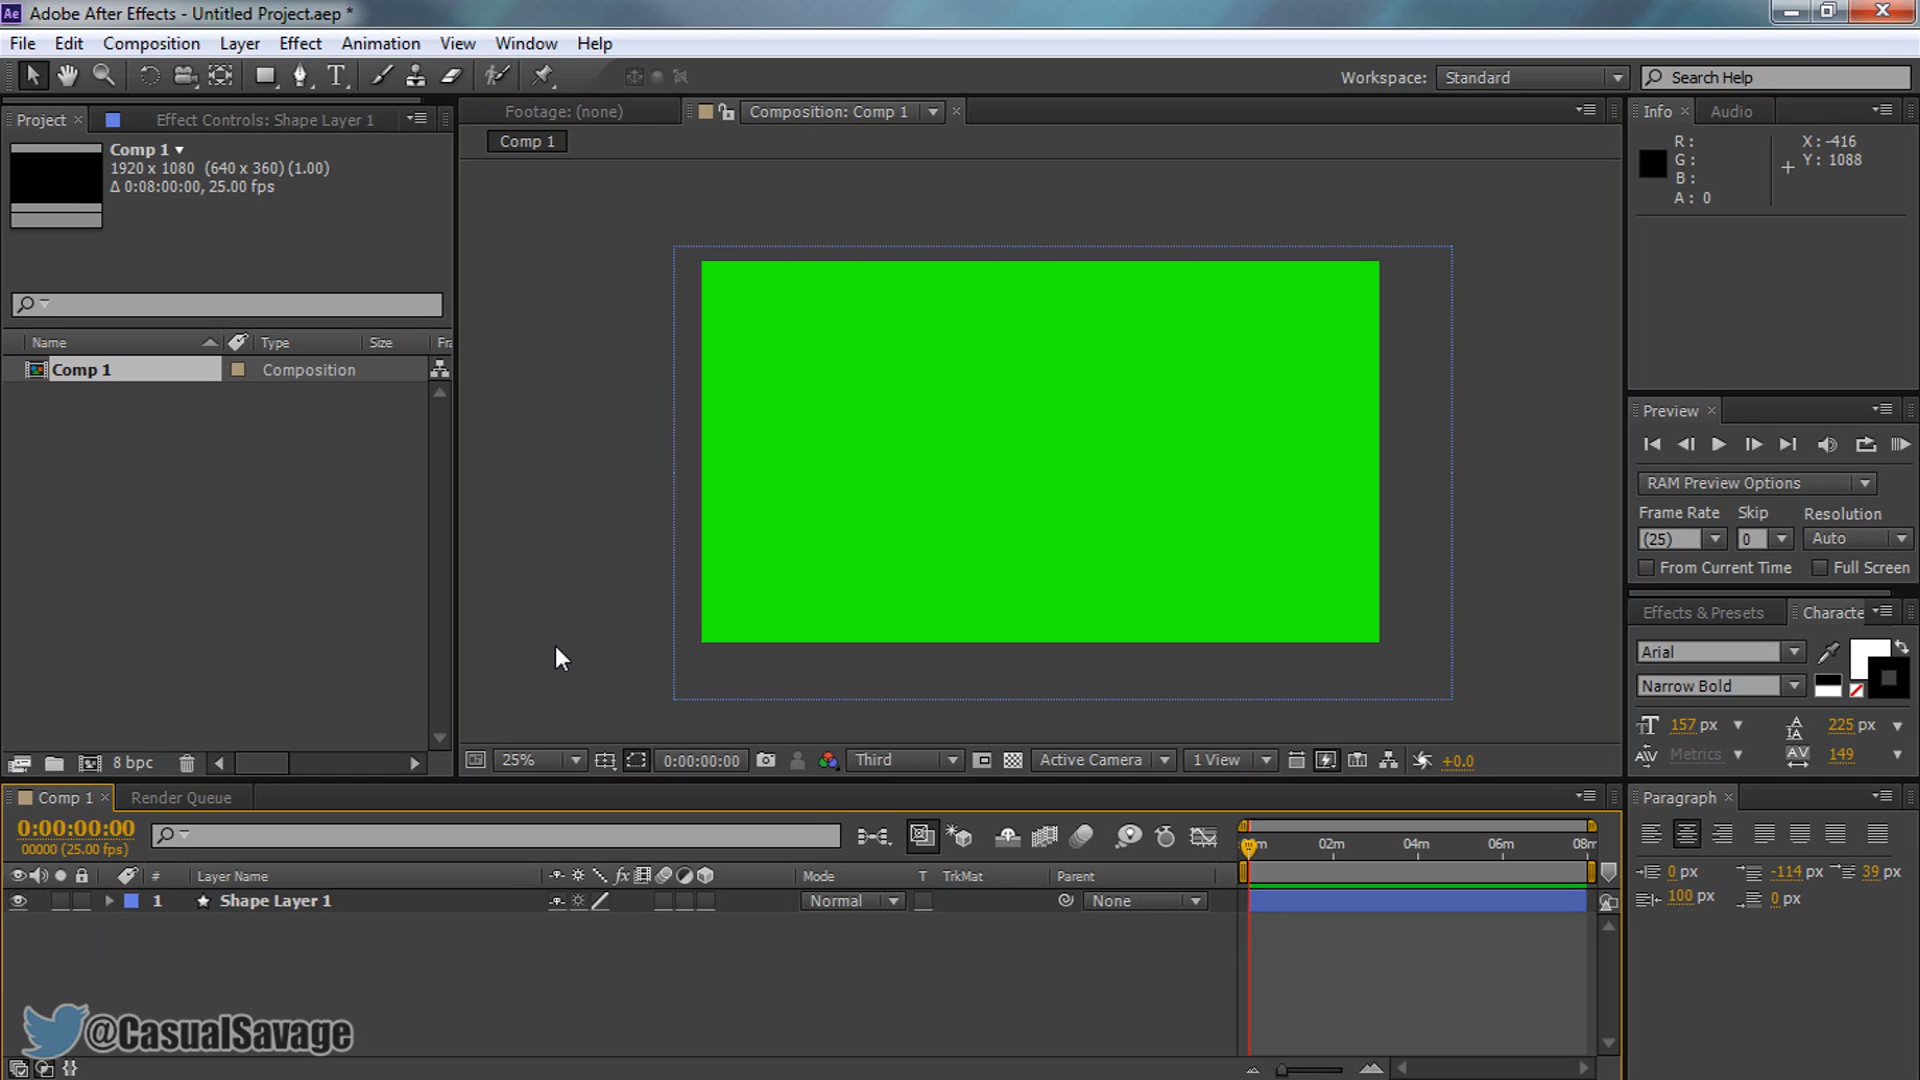 Ae Adobe After Effects - Untitled Project.aep *
File Edit Composition Layer Effect Animation View Window Help
T Workspace: Standard Search Help
Project × Effect Controls: Shape Layer 1
Footage: (none) Composition: Comp 1 ×
Comp 1
Comp 1
1920 x 1080 (640 x 360) (1.00)
Δ 0:08:00:00, 25.00 fps
Name Type Size Fra
Comp 1 Composition
8 bpc
25% 0:00:00:00 Third Active Camera 1 View +0.0
Info × Audio
R :
G :
B :
A : 0
X : -416
Y : 1088
Preview ×
RAM Preview Options
Frame Rate Skip Resolution
(25) 0 Auto
From Current Time Full Screen
Effects & Presets Characte
Arial
Narrow Bold
157 px 225 px
Metrics 149
Comp 1 × Render Queue
0:00:00:00
00000 (25.00 fps)
02m 04m 06m 08m
# Layer Name fx Mode T TrkMat Parent
1 Shape Layer 1 Normal None
Paragraph ×
0 px -114 px 39 px
100 px 0 px
@CasualSavage